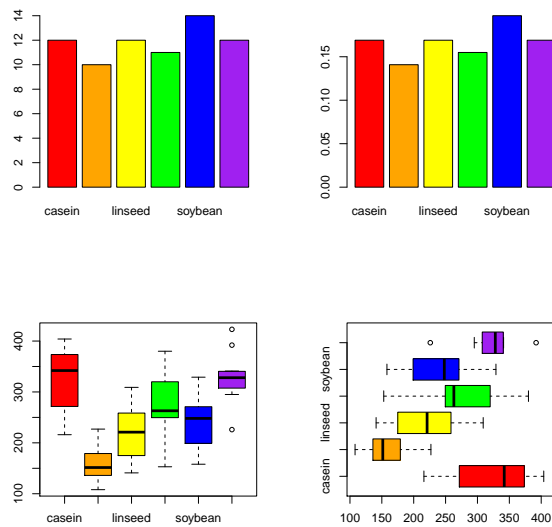 0 2 4 6 8 10 12 14
casein linseed soybean
0.00 0.05 0.10 0.15
casein linseed soybean
100 200 300 400
casein linseed soybean
casein linseed soybean
100 150 200 250 300 350 400